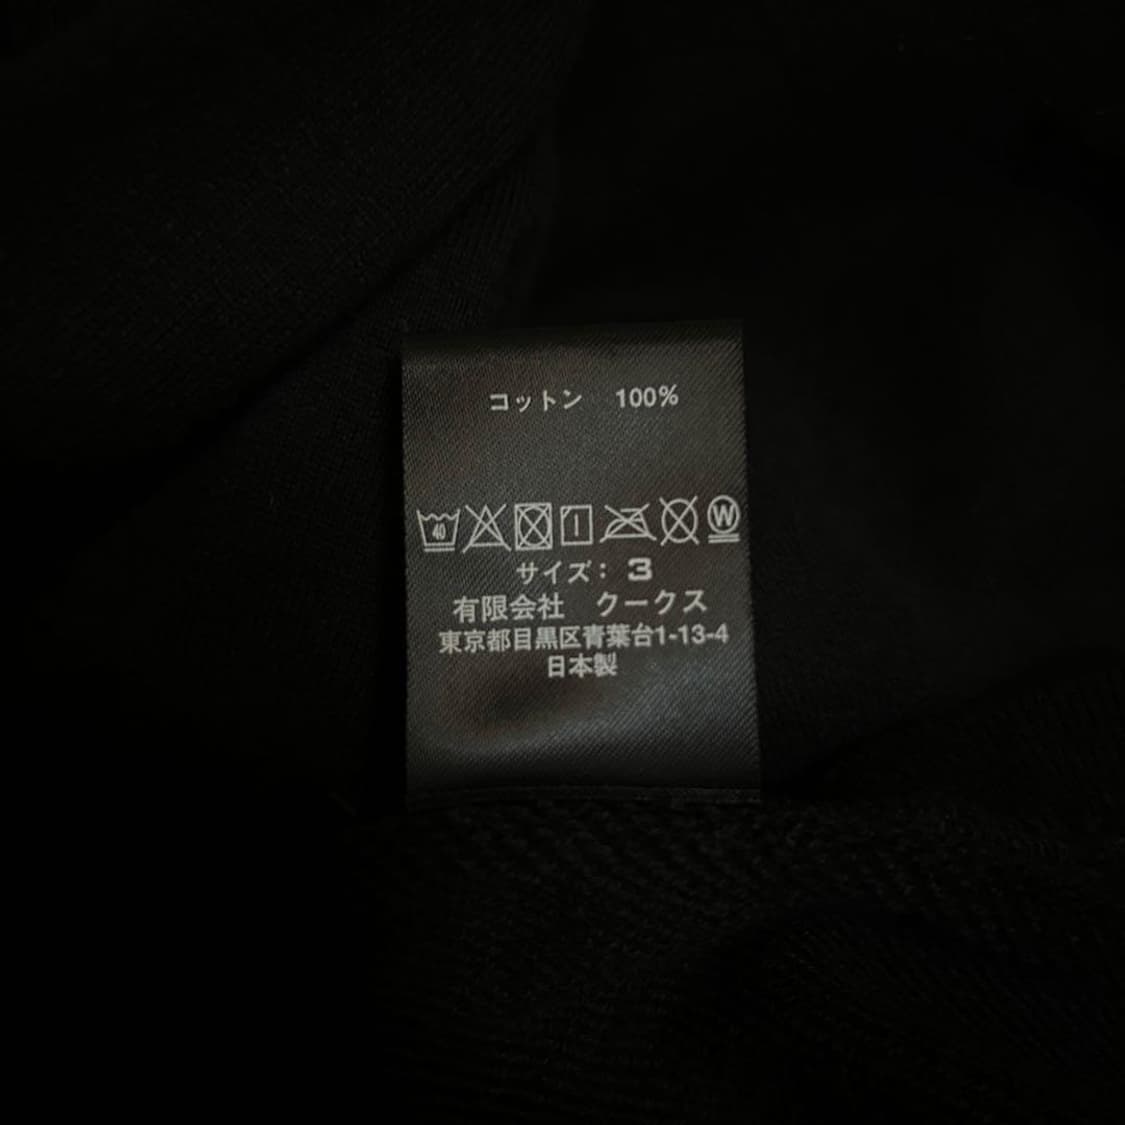 コットン 100%
40 W
サイズ： 3
有限会社 クークス
東京都目黒区青葉台1-13-4
日本製